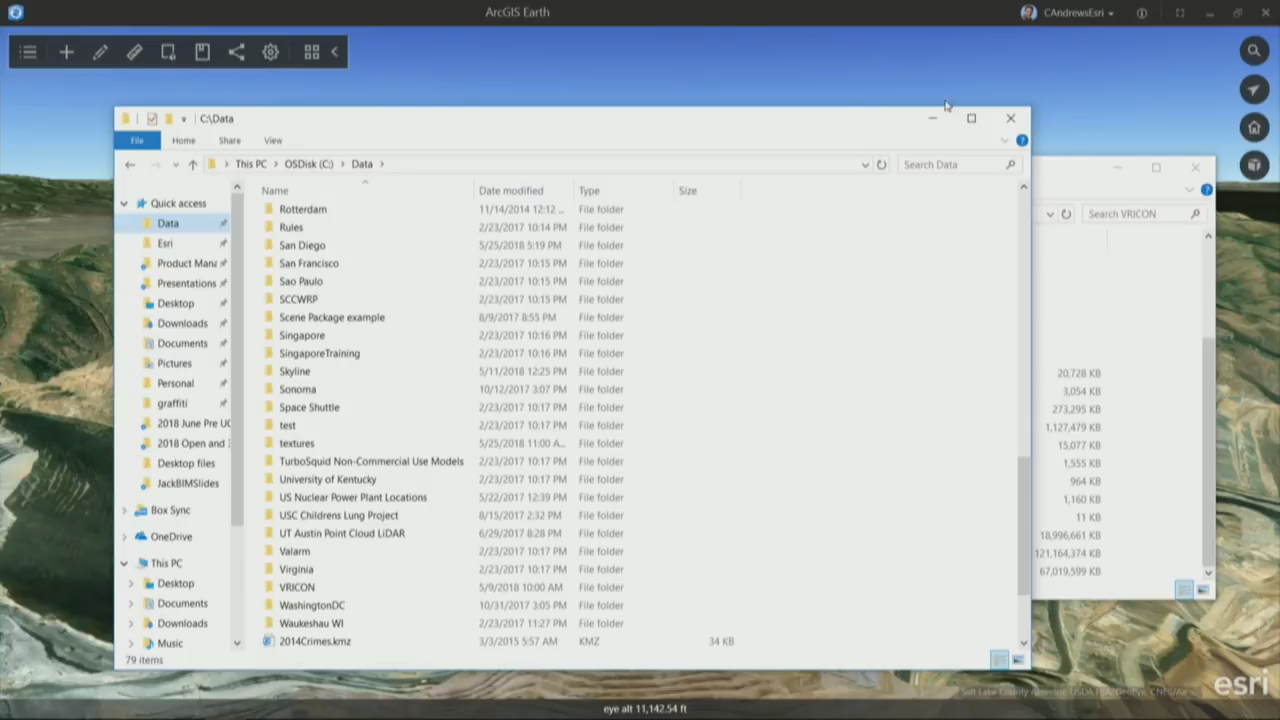 ArcGIS Earth
CAndrewsEsri
C:\Data
File Home Share View
This PC > OSDisk (C:) > Data >
Search Data
Search VRICON
Name Date modified Type Size
Quick access
Data
Esri
Product Mana
Presentations
Desktop
Downloads
Documents
Pictures
Personal
graffiti
2018 June Pre UC
2018 Open and 3
Desktop files
JackBIMSlides
Box Sync
OneDrive
This PC
Desktop
Documents
Downloads
Music
Rotterdam 11/14/2014 12:12 ... File folder
Rules 2/23/2017 10:14 PM File folder
San Diego 5/25/2018 5:19 PM File folder
San Francisco 2/23/2017 10:15 PM File folder
Sao Paulo 2/23/2017 10:15 PM File folder
SCCWRP 2/23/2017 10:15 PM File folder
Scene Package example 8/9/2017 8:55 PM File folder
Singapore 2/23/2017 10:16 PM File folder
SingaporeTraining 2/23/2017 10:16 PM File folder
Skyline 5/11/2018 12:25 PM File folder
Sonoma 10/12/2017 3:07 PM File folder
Space Shuttle 2/23/2017 10:17 PM File folder
test 2/23/2017 10:17 PM File folder
textures 5/25/2018 11:00 A... File folder
TurboSquid Non-Commercial Use Models 2/23/2017 10:17 PM File folder
University of Kentucky 2/23/2017 10:17 PM File folder
US Nuclear Power Plant Locations 5/22/2017 12:39 PM File folder
USC Childrens Lung Project 8/15/2017 2:32 PM File folder
UT Austin Point Cloud LiDAR 6/29/2017 8:28 PM File folder
Valarm 2/23/2017 10:17 PM File folder
Virginia 2/23/2017 10:17 PM File folder
VRICON 5/9/2018 10:00 AM File folder
WashingtonDC 10/31/2017 3:05 PM File folder
Waukeshau WI 2/23/2017 11:27 PM File folder
2014Crimes.kmz 3/3/2015 5:57 AM KMZ 34 KB
79 items
20,728 KB
3,054 KB
273,295 KB
1,127,479 KB
15,077 KB
1,555 KB
964 KB
1,160 KB
11 KB
18,996,661 KB
121,164,374 KB
67,019,599 KB
esri
eye alt 11,142.54 ft